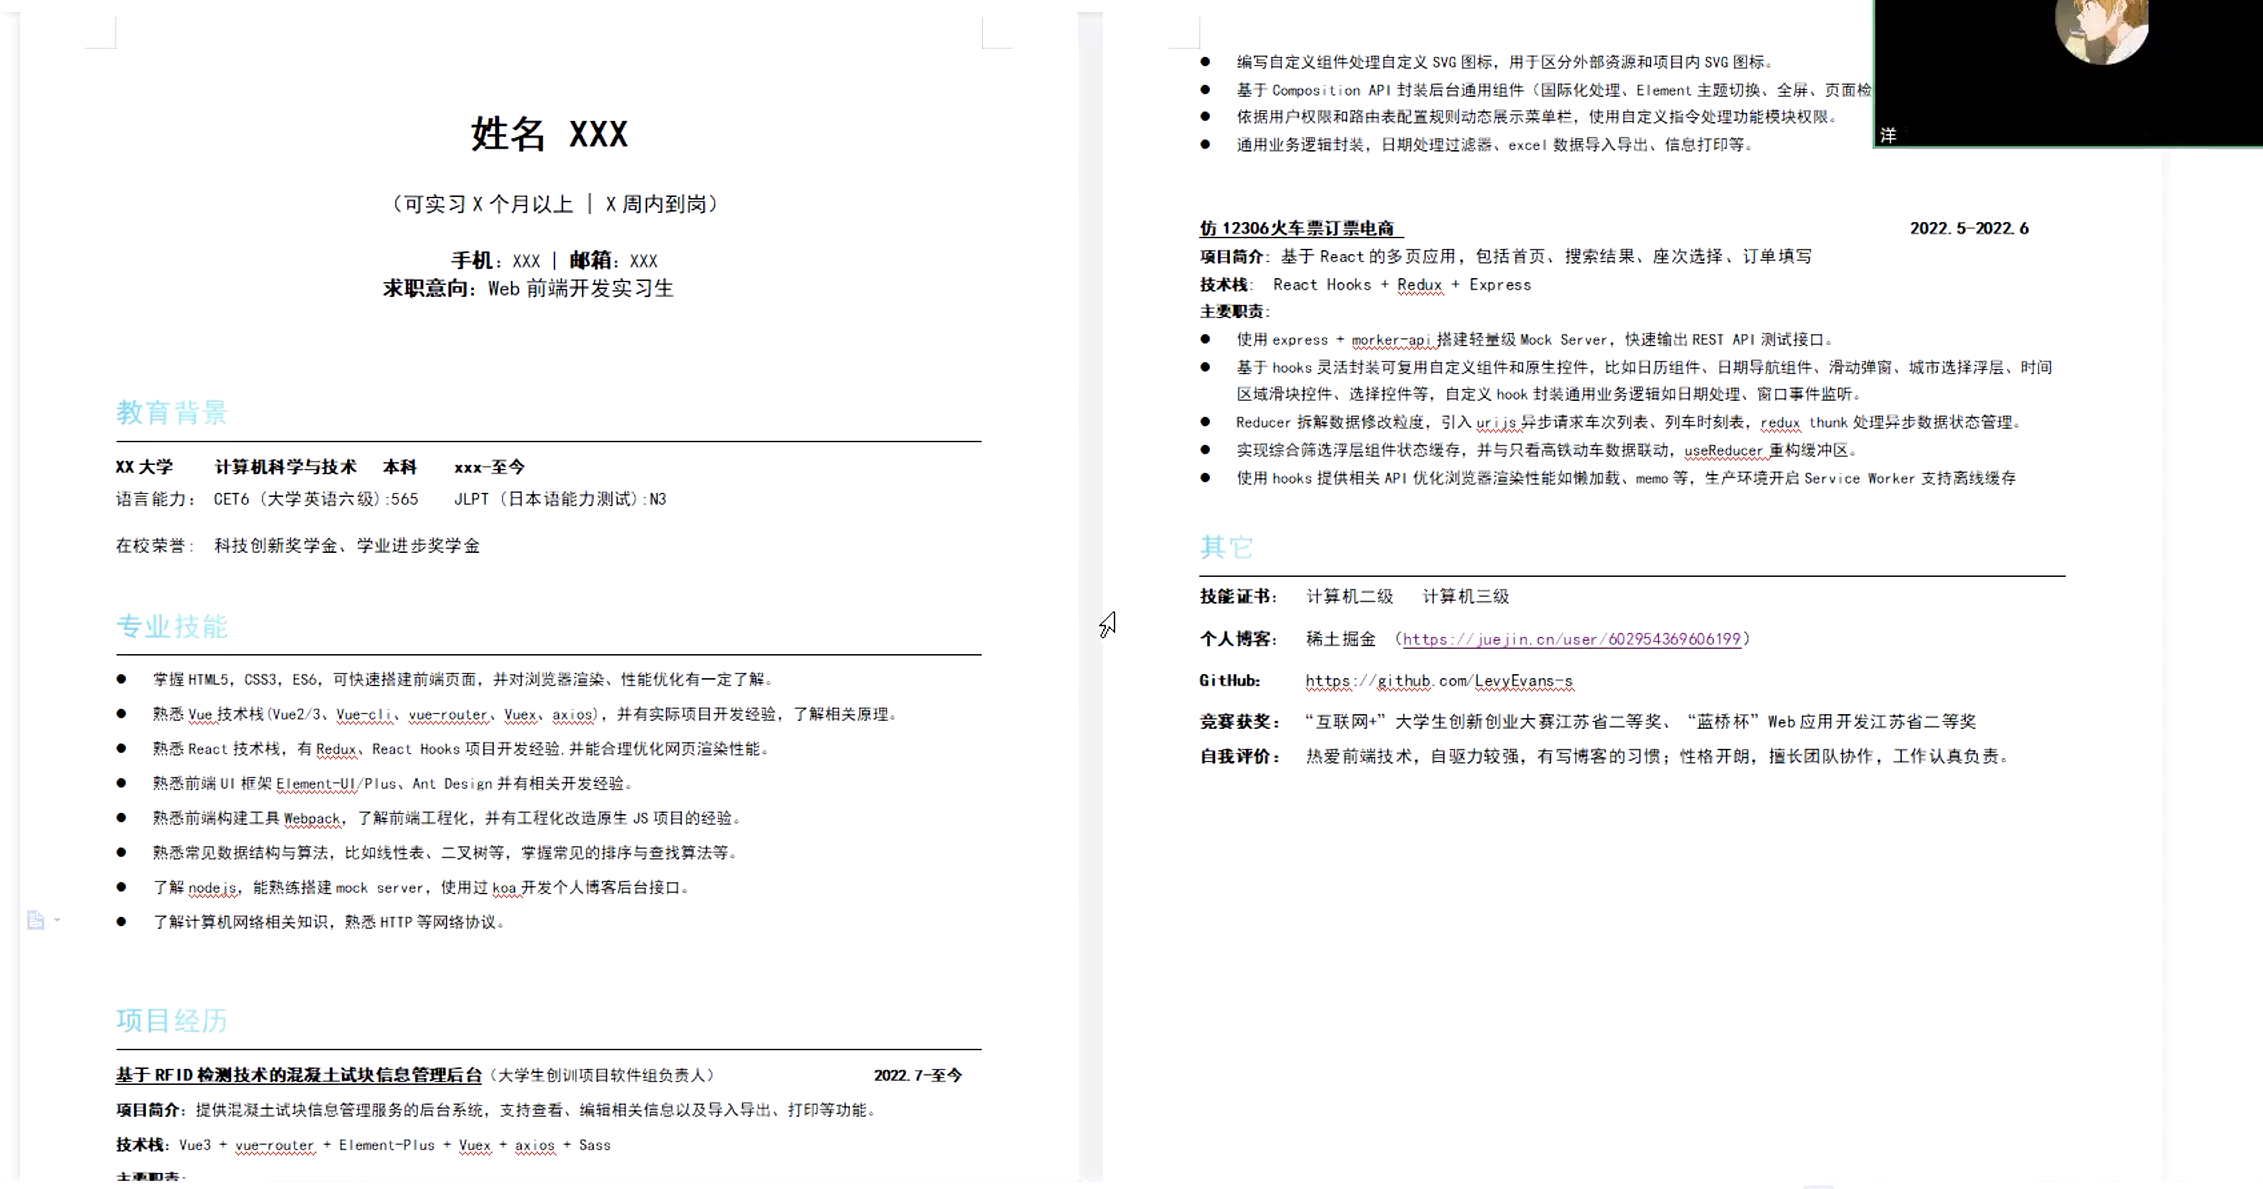 姓名 XXX
（可实习 X 个月以上 | X 周内到岗）
手机：XXX | 邮箱：XXX
求职意向：Web 前端开发实习生
教育背景
XX 大学 计算机科学与技术 本科 xxx-至今
语言能力： CET6（大学英语六级）:565 JLPT（日本语能力测试）:N3
在校荣誉： 科技创新奖学金、学业进步奖学金
专业技能
● 掌握 HTML5，CSS3，ES6，可快速搭建前端页面，并对浏览器渲染、性能优化有一定了解。
● 熟悉 Vue 技术栈(Vue2/3、Vue-cli、vue-router、Vuex、axios)，并有实际项目开发经验，了解相关原理。
● 熟悉 React 技术栈，有 Redux、React Hooks 项目开发经验.并能合理优化网页渲染性能。
● 熟悉前端 UI 框架 Element-UI/Plus、Ant Design 并有相关开发经验。
● 熟悉前端构建工具 Webpack，了解前端工程化，并有工程化改造原生 JS 项目的经验。
● 熟悉常见数据结构与算法，比如线性表、二叉树等，掌握常见的排序与查找算法等。
● 了解 nodejs，能熟练搭建 mock server，使用过 koa 开发个人博客后台接口。
● 了解计算机网络相关知识，熟悉 HTTP 等网络协议。
项目经历
基于 RFID 检测技术的混凝土试块信息管理后台（大学生创训项目软件组负责人） 2022.7-至今
项目简介：提供混凝土试块信息管理服务的后台系统，支持查看、编辑相关信息以及导入导出、打印等功能。
技术栈：Vue3 + vue-router + Element-Plus + Vuex + axios + Sass
主要职责：
● 编写自定义组件处理自定义 SVG 图标，用于区分外部资源和项目内 SVG 图标。
● 基于 Composition API 封装后台通用组件（国际化处理、Element 主题切换、全屏、页面检
● 依据用户权限和路由表配置规则动态展示菜单栏，使用自定义指令处理功能模块权限。
● 通用业务逻辑封装，日期处理过滤器、excel 数据导入导出、信息打印等。
洋
仿 12306 火车票订票电商 2022.5-2022.6
项目简介：基于 React 的多页应用，包括首页、搜索结果、座次选择、订单填写
技术栈： React Hooks + Redux + Express
主要职责：
● 使用 express + morker-api 搭建轻量级 Mock Server，快速输出 REST API 测试接口。
● 基于 hooks 灵活封装可复用自定义组件和原生控件，比如日历组件、日期导航组件、滑动弹窗、城市选择浮层、时间
区域滑块控件、选择控件等，自定义 hook 封装通用业务逻辑如日期处理、窗口事件监听。
● Reducer 拆解数据修改粒度，引入 urijs 异步请求车次列表、列车时刻表，redux thunk 处理异步数据状态管理。
● 实现综合筛选浮层组件状态缓存，并与只看高铁动车数据联动，useReducer 重构缓冲区。
● 使用 hooks 提供相关 API 优化浏览器渲染性能如懒加载、memo 等，生产环境开启 Service Worker 支持离线缓存
其它
技能证书： 计算机二级 计算机三级
个人博客： 稀土掘金 （https://juejin.cn/user/602954369606199）
GitHub: https://github.com/LevyEvans-s
竞赛获奖： “互联网+”大学生创新创业大赛江苏省二等奖、“蓝桥杯”Web 应用开发江苏省二等奖
自我评价： 热爱前端技术，自驱力较强，有写博客的习惯；性格开朗，擅长团队协作，工作认真负责。